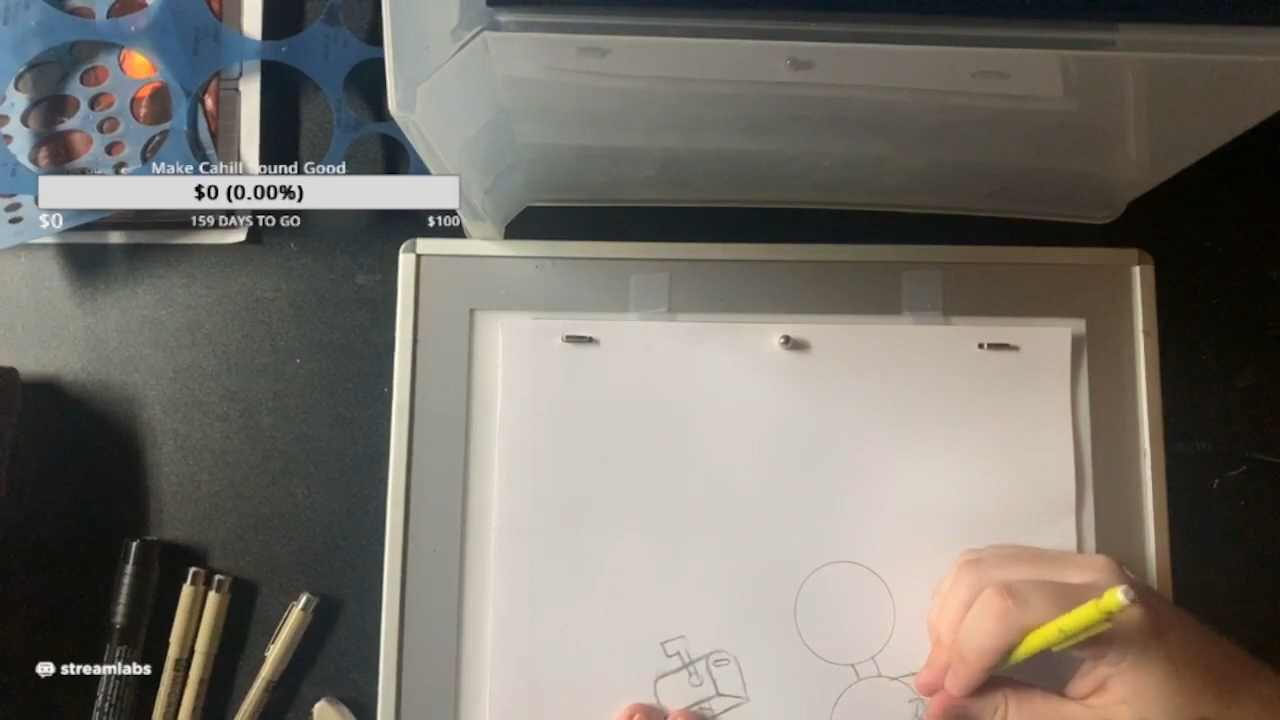 Make Cahill Sound Good
$0 (0.00%)
$0
159 DAYS TO GO
$100
streamlabs